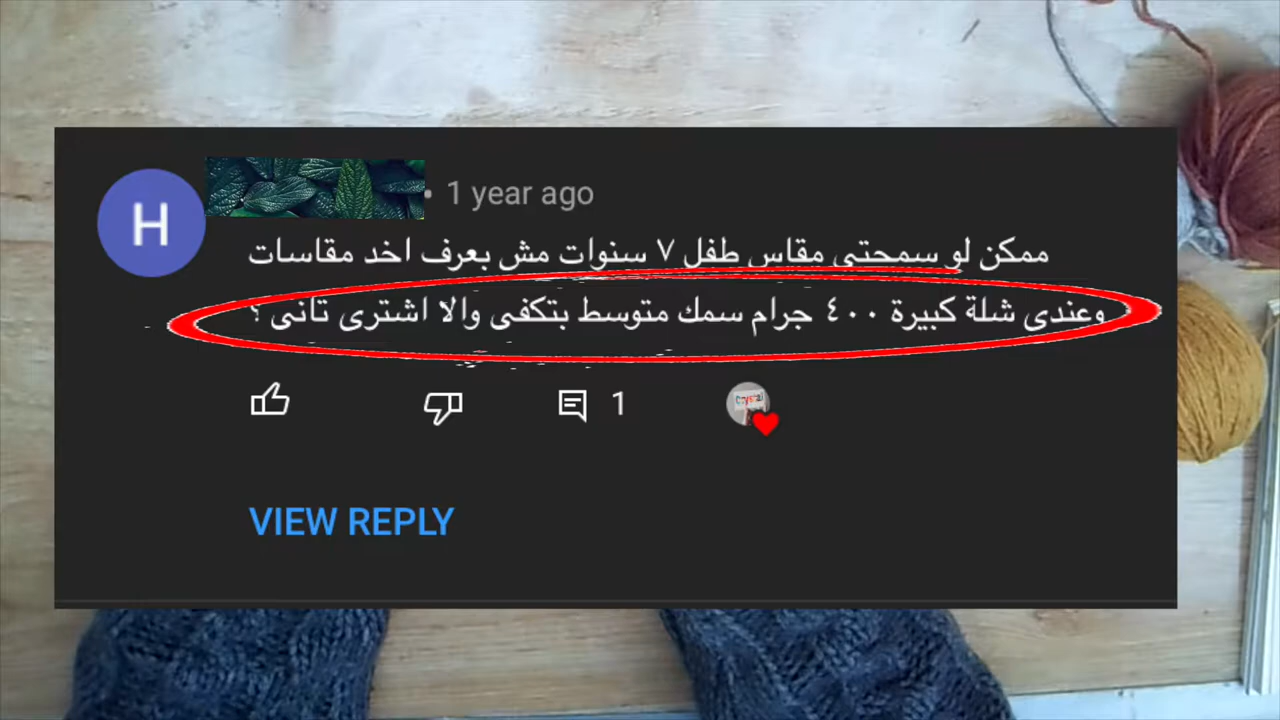 H
• 1 year ago
ممكن لو سمحتى مقاس طفل ٧ سنوات مش بعرف اخد مقاسات
وعندى شلة كبيرة ٤٠٠ جرام سمك متوسط بتكفى والا اشترى تانى ؟
1
Crystal
VIEW REPLY